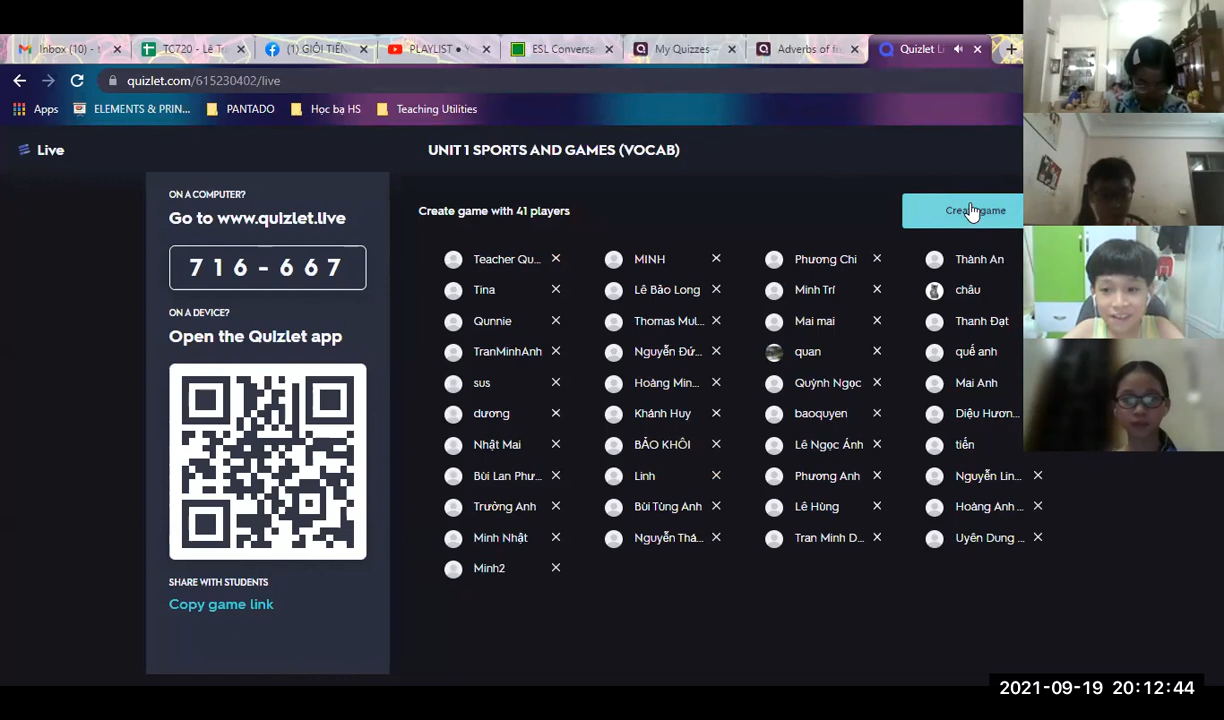 Inbox (10) - t
TC720 - Lê Tr
(1) GIỚI TIẾN
PLAYLIST ● Y
ESL Conversa
My Quizzes –
Adverbs of fr
Quizlet Li
quizlet.com/615230402/live
Apps
ELEMENTS & PRIN...
PANTADO
Học bạ HS
Teaching Utilities
Live
UNIT 1 SPORTS AND GAMES (VOCAB)
ON A COMPUTER?
Go to www.quizlet.live
716-667
ON A DEVICE?
Open the Quizlet app
SHARE WITH STUDENTS
Copy game link
Create game with 41 players
Create game
Teacher Qu...
MINH
Phương Chi
Thành An
Tina
Lê Bảo Long
Minh Trí
châu
Qunnie
Thomas Mul...
Mai mai
Thanh Đạt
TranMinhAnh
Nguyễn Đứ...
quan
quế anh
sus
Hoàng Min...
Quỳnh Ngọc
Mai Anh
dương
Khánh Huy
baoquyen
Diệu Hươn...
Nhật Mai
BẢO KHÔI
Lê Ngọc Ánh
tiến
Bùi Lan Phư...
Linh
Phương Anh
Nguyễn Lin...
Trường Anh
Bùi Tùng Anh
Lê Hùng
Hoàng Anh ...
Minh Nhật
Nguyễn Thá...
Tran Minh D...
Uyên Dung ...
Minh2
2021-09-19 20:12:44